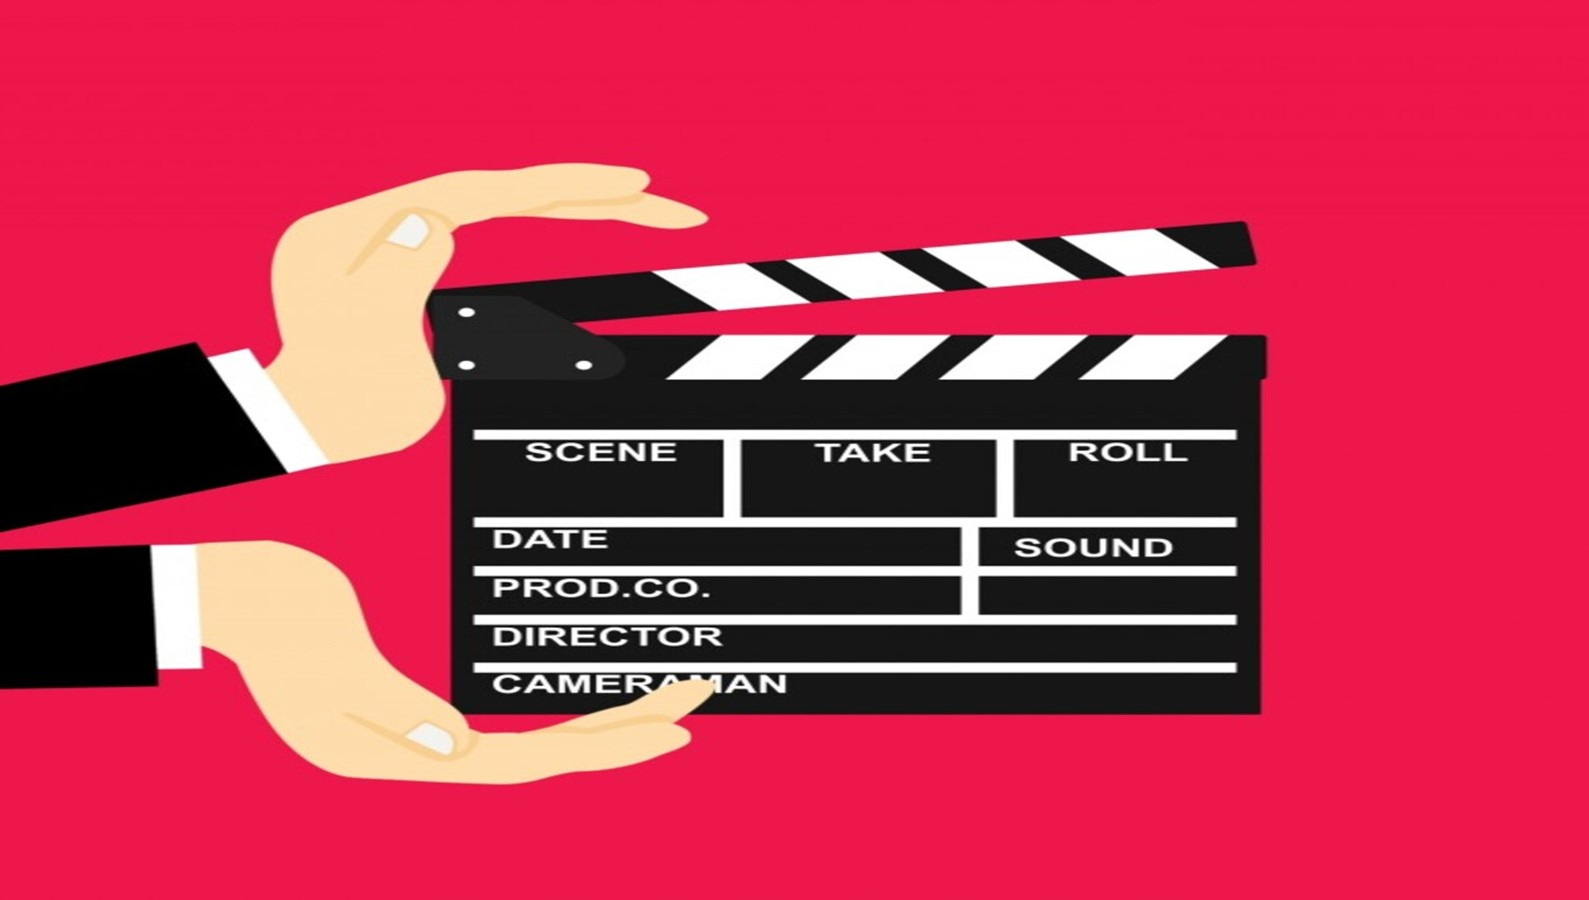 SCENE TAKE ROLL
DATE SOUND
PROD.CO.
DIRECTOR
CAMERAMAN